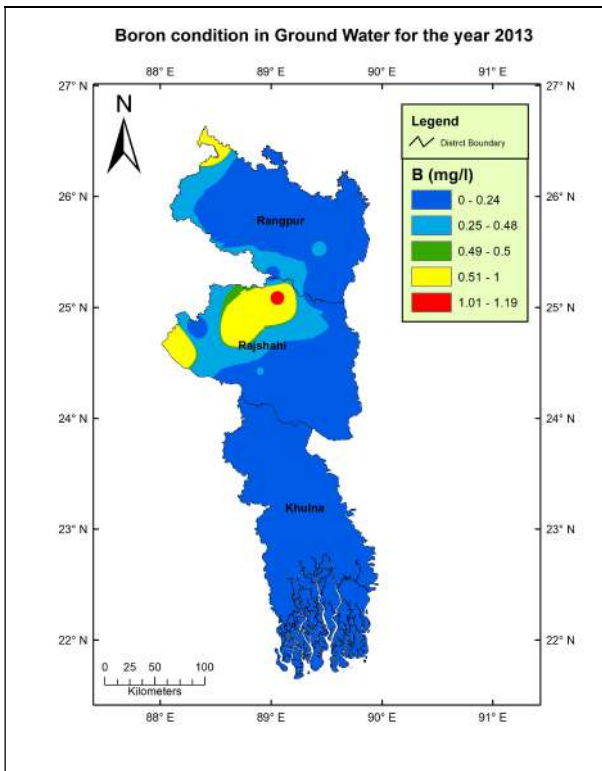 Boron condition in Ground Water for the year 2013
88° E 89° E 90° E 91° E
27° N 27° N
N
Legend
Distrct Boundary
B (mg/l)
0 - 0.24
0.25 - 0.48
0.49 - 0.5
0.51 - 1
1.01 - 1.19
26° N 26° N
Rangpur
25° N 25° N
Rajshahi
24° N 24° N
23° N 23° N
Khulna
22° N 22° N
0 25 50 100
Kilometers
88° E 89° E 90° E 91° E